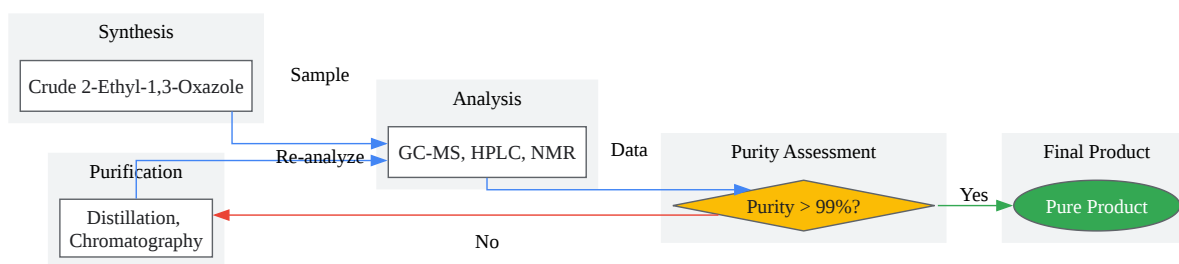 Synthesis
Crude 2-Ethyl-1,3-Oxazole
Sample
Analysis
GC-MS, HPLC, NMR
Re-analyze
Purification
Distillation,
Chromatography
Data
Purity Assessment
Purity > 99%?
No
Yes
Final Product
Pure Product